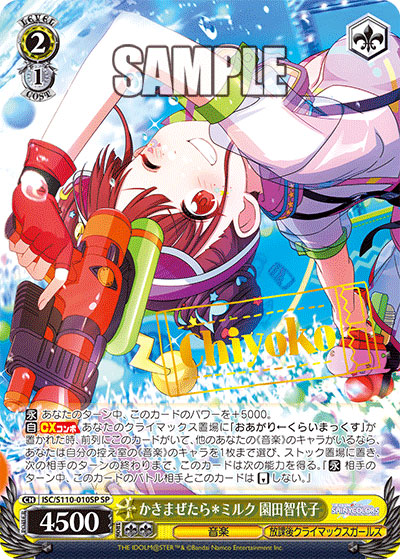 LEVEL
2
1
COST
SAMPLE
Chiyoko
永 あなたのターン中、このカードのパワーを＋5000。
自 CXコンボ あなたのクライマックス置場に「おあがりー☆くらいまっくす」
が置かれた時、前列にこのカードがいて、他のあなたの《音楽》のキャラがいるなら、
あなたは自分の控え室の《音楽》のキャラを1枚まで選び、ストック置場に置き、
次の相手のターンの終わりまで、このカードは次の能力を得る。『永 相手のター
ン中、このカードのバトル相手とこのカードは
CH
ISC/S110-010SP SP
かきまぜたら＊ミルク 園田智代子
SHINYCOLORS
POWER
4500
音楽
放課後クライマックスガールズ
THE IDOLM@STER™ & ©Bandai Namco Entertainment Inc.